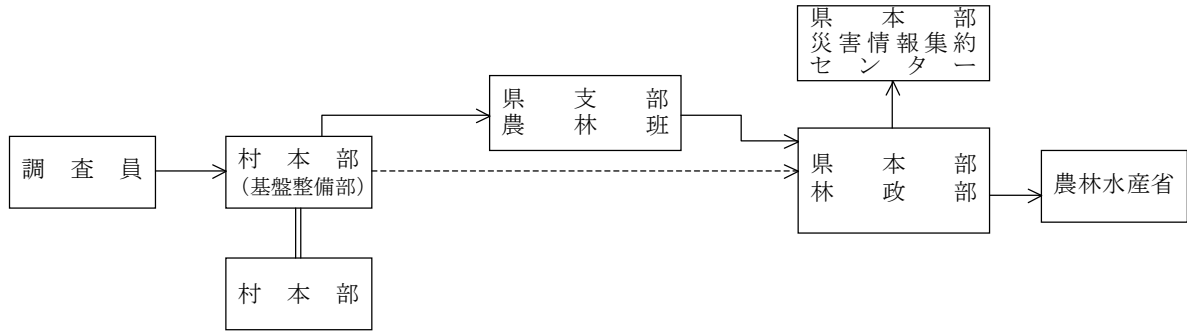 県本部
災害情報集約
センター
県支部
農林班
調査員
村本部
（基盤整備部）
県本部
林政部
農林水産省
村本部